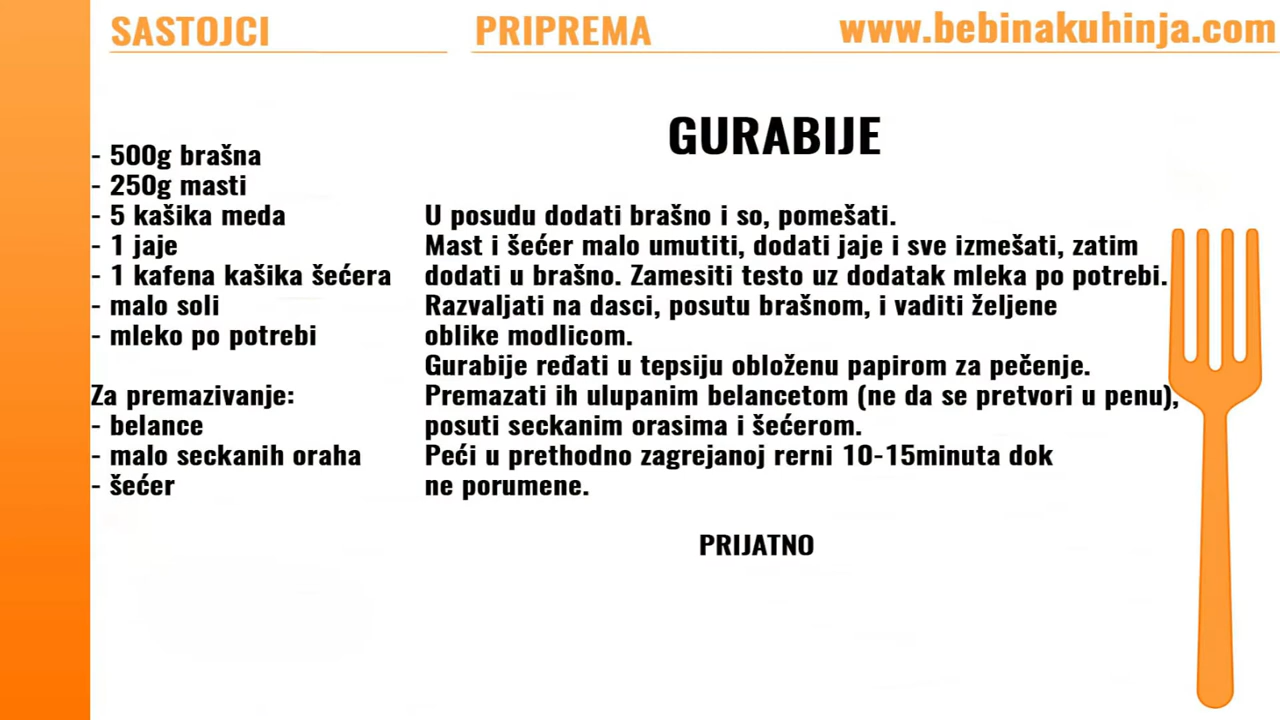 SASTOJCI
PRIPREMA
www.bebinakuhinja.com
- 500g brašna
- 250g masti
- 5 kašika meda
- 1 jaje
- 1 kafena kašika šećera
- malo soli
- mleko po potrebi
Za premazivanje:
- belance
- malo seckanih oraha
- šećer
GURABIJE
U posudu dodati brašno i so, pomešati.
Mast i šećer malo umutiti, dodati jaje i sve izmešati, zatim
dodati u brašno. Zamesiti testo uz dodatak mleka po potrebi.
Razvaljati na dasci, posutu brašnom, i vaditi željene
oblike modlicom.
Gurabije ređati u tepsiju obloženu papirom za pečenje.
Premazati ih ulupanim belancetom (ne da se pretvori u penu),
posuti seckanim orasima i šećerom.
Peći u prethodno zagrejanoj rerni 10-15minuta dok
ne porumene.
PRIJATNO